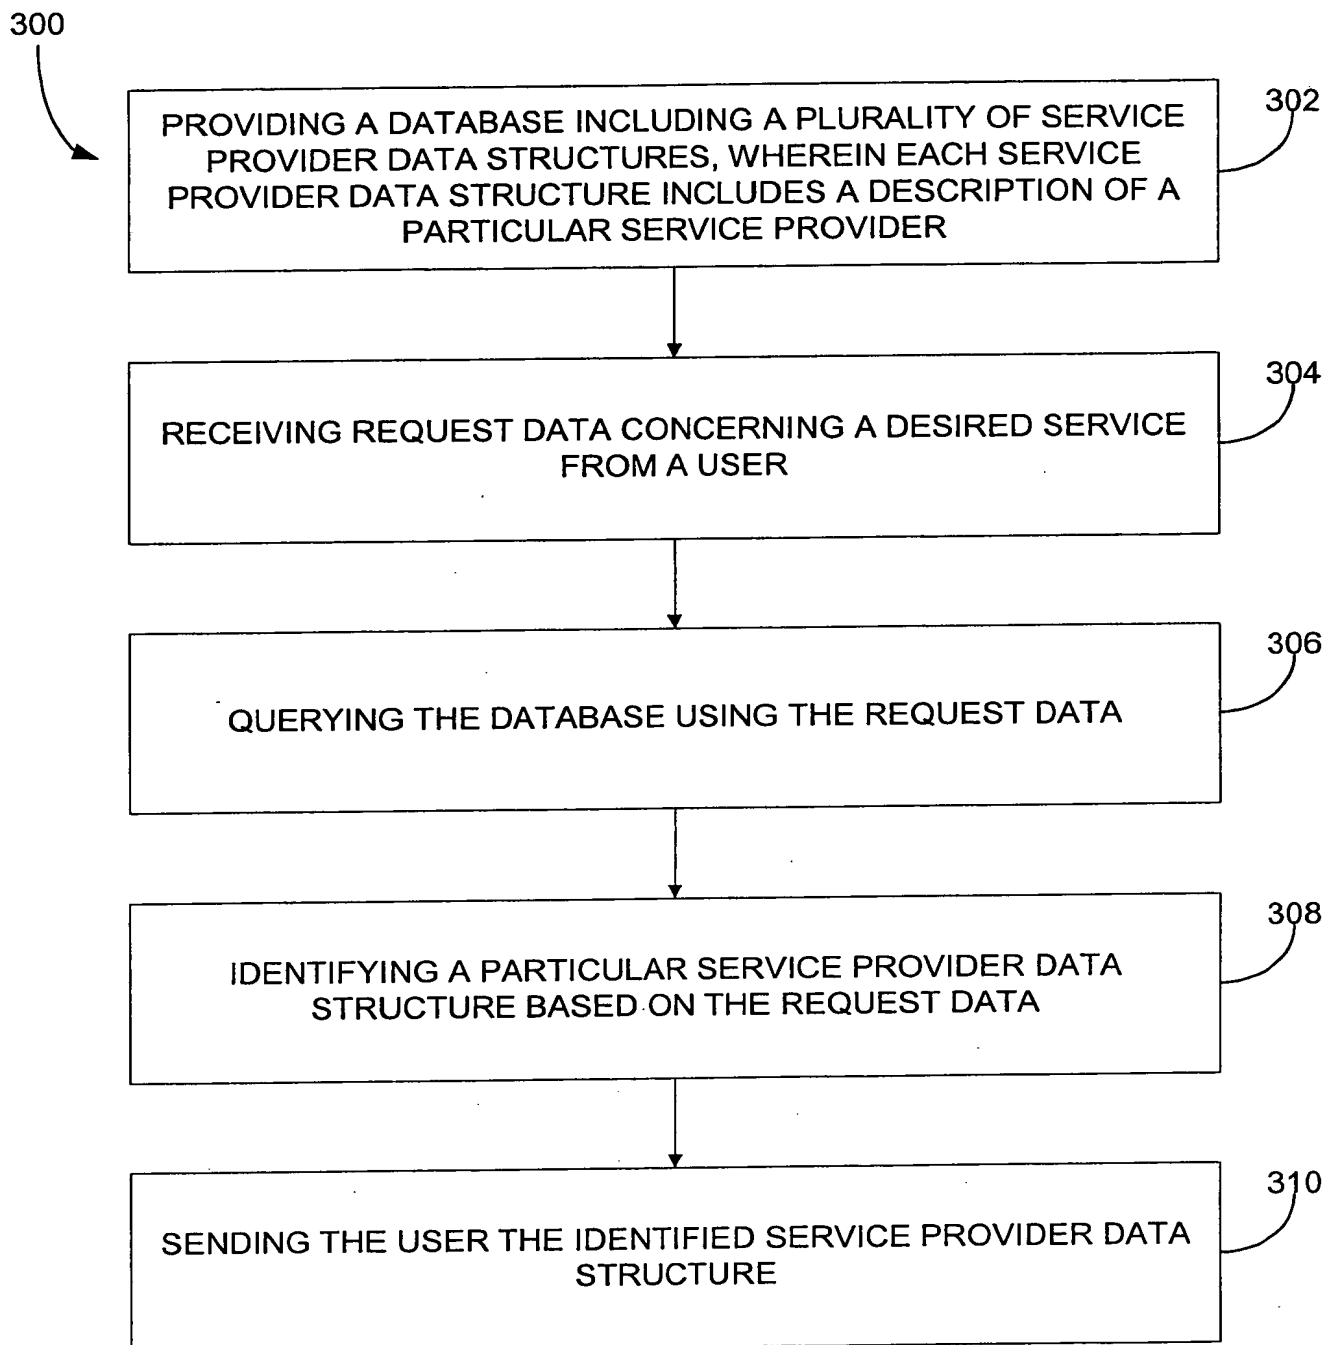 300
PROVIDING A DATABASE INCLUDING A PLURALITY OF SERVICE
PROVIDER DATA STRUCTURES, WHEREIN EACH SERVICE
PROVIDER DATA STRUCTURE INCLUDES A DESCRIPTION OF A
PARTICULAR SERVICE PROVIDER
302
RECEIVING REQUEST DATA CONCERNING A DESIRED SERVICE
FROM A USER
304
QUERYING THE DATABASE USING THE REQUEST DATA
306
IDENTIFYING A PARTICULAR SERVICE PROVIDER DATA
STRUCTURE BASED ON THE REQUEST DATA
308
SENDING THE USER THE IDENTIFIED SERVICE PROVIDER DATA
STRUCTURE
310